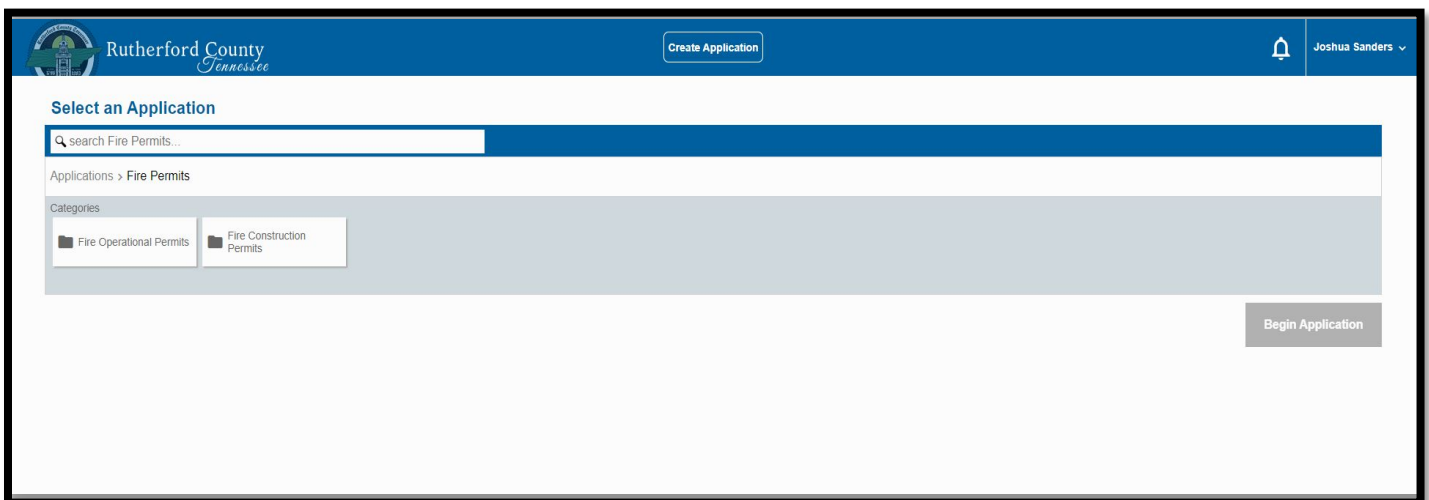 Rutherford County
Tennessee
Create Application
Joshua Sanders
Select an Application
search Fire Permits...
Applications > Fire Permits
Categories
Fire Operational Permits
Fire Construction
Permits
Begin Application